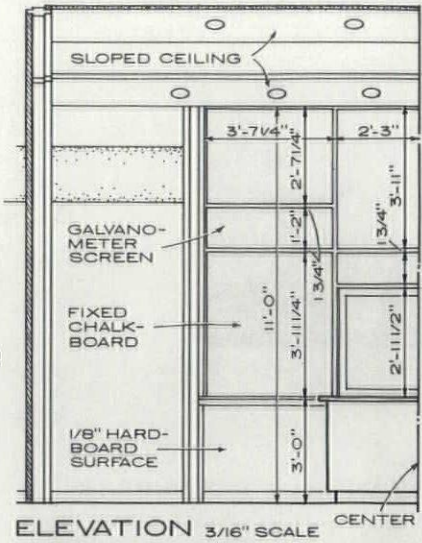 SLOPED CEILING
3'-7 1/4"
2'-3"
2'-7 1/4"
3'-11"
GALVANO-
METER
SCREEN
1'-2"
1 3/4"
1 3/4"
FIXED
CHALK-
BOARD
11'-0"
3'-11 1/4"
2'-11 1/2"
1/8" HARD-
BOARD
SURFACE
3'-0"
ELEVATION 3/16" SCALE
CENTER